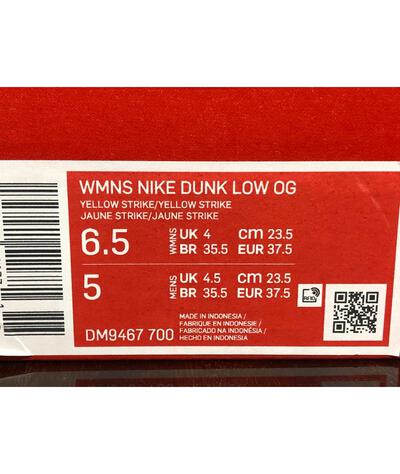 WMNS NIKE DUNK LOW OG
YELLOW STRIKE/YELLOW STRIKE
JAUNE STRIKE/JAUNE STRIKE
6.5 WMNS UK 4 cm 23.5
BR 35.5 EUR 37.5
5 MENS UK 4.5 cm 23.5
BR 35.5 EUR 37.5
RFID
MADE IN INDONESIA /
FABRIQUE EN INDONESIE /
FABRICADO NA INDONÉSIA /
HECHO EN INDONESIA
DM9467 700